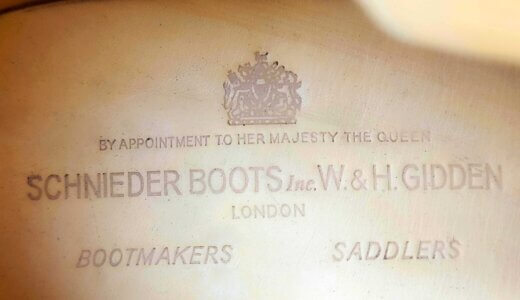 BY APPOINTMENT TO HER MAJESTY THE QUEEN
SCHNIEDER BOOTS Inc. W. & H. GIDDEN
LONDON
BOOTMAKERS SADDLERS